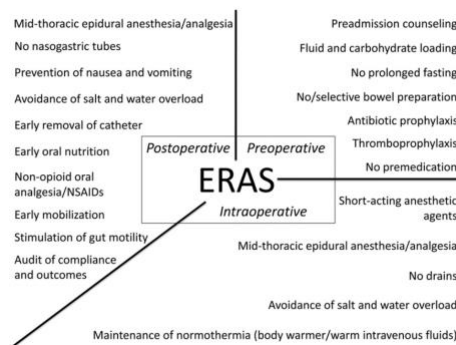 Mid-thoracic epidural anesthesia/analgesia
No nasogastric tubes
Prevention of nausea and vomiting
Avoidance of salt and water overload
Early removal of catheter
Early oral nutrition
Non-opioid oral
analgesia/NSAIDs
Early mobilization
Stimulation of gut motility
Audit of compliance
and outcomes
Preadmission counseling
Fluid and carbohydrate loading
No prolonged fasting
No/selective bowel preparation
Antibiotic prophylaxis
Thromboprophylaxis
No premedication
Postoperative
Preoperative
ERAS
Intraoperative
Short-acting anesthetic
agents
Mid-thoracic epidural anesthesia/analgesia
No drains
Avoidance of salt and water overload
Maintenance of normothermia (body warmer/warm intravenous fluids)